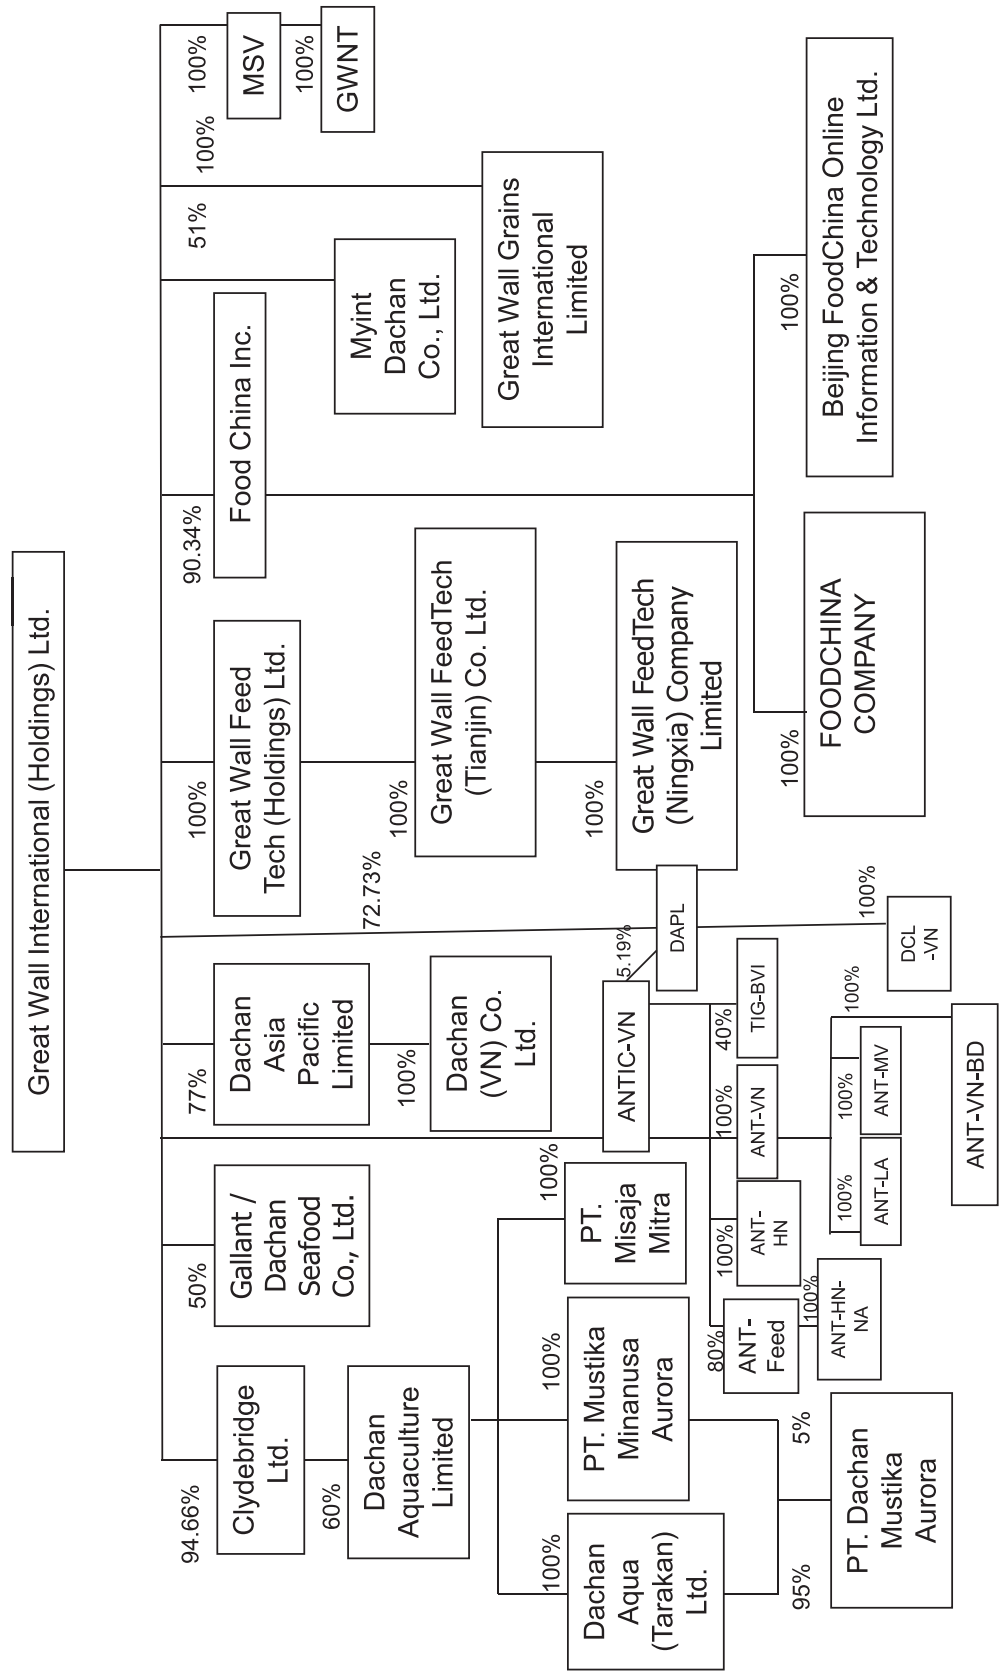 Great Wall International (Holdings) Ltd.
94.66%
Clydebridge
Ltd.
60%
Dachan
Aquaculture
Limited
100%
Dachan
Aqua
(Tarakan)
Ltd.
100%
PT. Mustika
Minanusa
Aurora
100%
PT.
Misaja
Mitra
95%
5%
PT. Dachan
Mustika
Aurora
50%
Gallant /
Dachan
Seafood
Co., Ltd.
77%
Dachan
Asia
Pacific
Limited
100%
Dachan
(VN) Co.
Ltd.
ANTIC-VN
5.19%
72.73%
DAPL
100%
DCL
-VN
80%
ANT-
Feed
100%
ANT-HN-
NA
100%
ANT-
HN
100%
ANT-VN
40%
TIG-BVI
100%
ANT-LA
100%
ANT-MV
100%
ANT-VN-BD
100%
Great Wall Feed
Tech (Holdings) Ltd.
100%
Great Wall FeedTech
(Tianjin) Co. Ltd.
100%
Great Wall FeedTech
(Ningxia) Company
Limited
90.34%
Food China Inc.
100%
FOODCHINA
COMPANY
100%
Beijing FoodChina Online
Information & Technology Ltd.
51%
Myint
Dachan
Co., Ltd.
100%
Great Wall Grains
International
Limited
100%
MSV
100%
GWNT